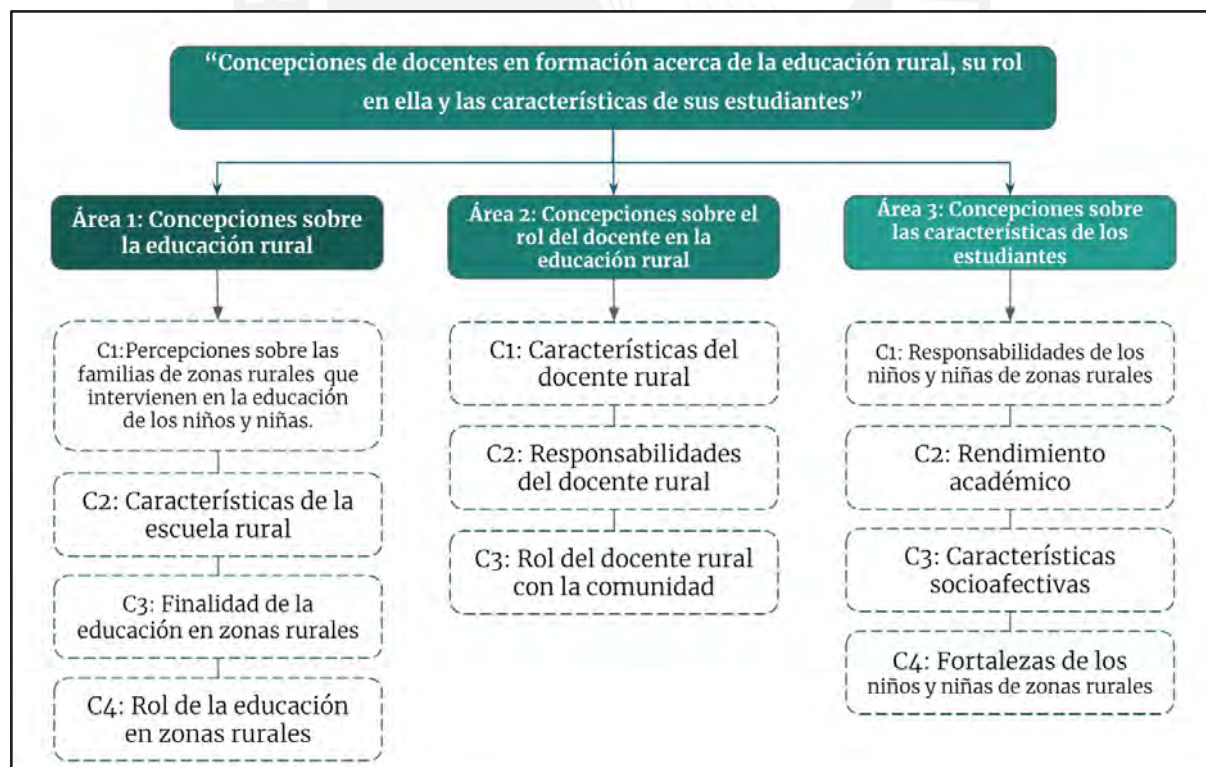 “Concepciones de docentes en formación acerca de la educación rural, su rol
en ella y las características de sus estudiantes”
Área 1: Concepciones sobre
la educación rural
C1:Percepciones sobre las
familias de zonas rurales que
intervienen en la educación
de los niños y niñas.
C2: Características de la
escuela rural
C3: Finalidad de la
educación en zonas rurales
C4: Rol de la educación
en zonas rurales
Área 2: Concepciones sobre el
rol del docente en la
educación rural
C1: Características del
docente rural
C2: Responsabilidades
del docente rural
C3: Rol del docente rural
con la comunidad
Área 3: Concepciones sobre
las características de los
estudiantes
C1: Responsabilidades de los
niños y niñas de zonas rurales
C2: Rendimiento
académico
C3: Características
socioafectivas
C4: Fortalezas de los
niños y niñas de zonas rurales